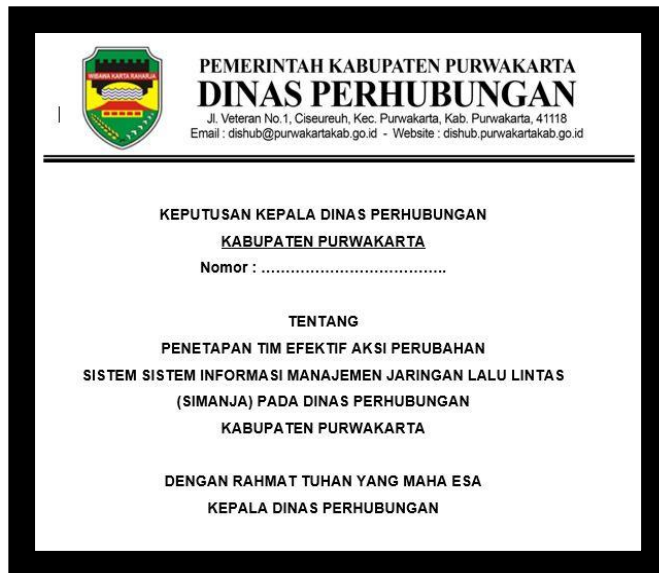 WIBAWA KARTA RAHARJA
PEMERINTAH KABUPATEN PURWAKARTA
DINAS PERHUBUNGAN
Jl. Veteran No.1, Ciseureuh, Kec. Purwakarta, Kab. Purwakarta, 41118
Email : dishub@purwakartakab.go.id - Website : dishub.purwakartakab.go.id
KEPUTUSAN KEPALA DINAS PERHUBUNGAN
KABUPATEN PURWAKARTA
Nomor : ......................................
TENTANG
PENETAPAN TIM EFEKTIF AKSI PERUBAHAN
SISTEM SISTEM INFORMASI MANAJEMEN JARINGAN LALU LINTAS
(SIMANJA) PADA DINAS PERHUBUNGAN
KABUPATEN PURWAKARTA
DENGAN RAHMAT TUHAN YANG MAHA ESA
KEPALA DINAS PERHUBUNGAN